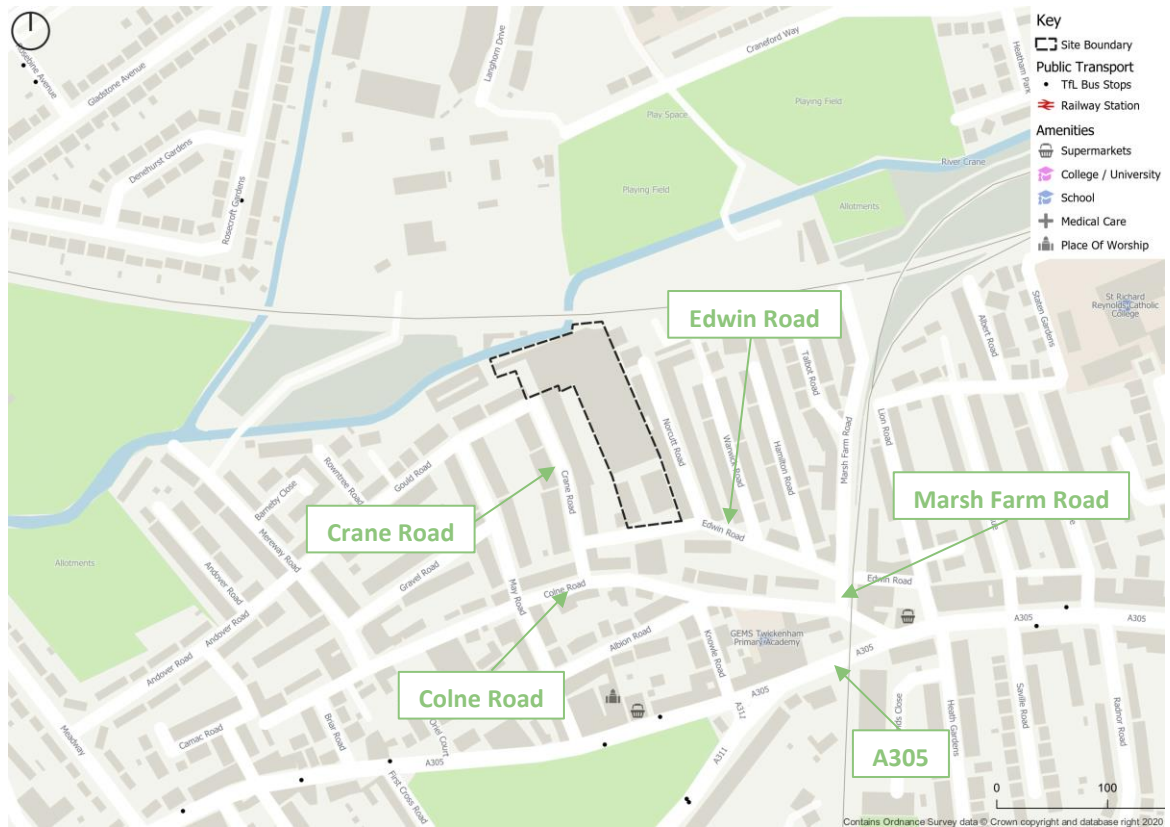 Key
Site Boundary
Public Transport
TfL Bus Stops
Railway Station
Amenities
Supermarkets
College / University
School
Medical Care
Place Of Worship
Avenue
Gladstone Avenue
Langhorn Drive
Craneford Way
Heatham Park
Playing Field
Play Space
Denehurst Gardens
River Crane
Rosecroft Gardens
Playing Field
Allotments
St Richard
Reynolds Catholic
College
Staten Gardens
Edwin Road
Albert Road
Talbot Road
Lion Road
Norcutt Road
Warwick Road
Hamilton Road
Marsh Farm Road
Gould Road
Rowntree Road
Barneby Close
Crane Road
Mereway Road
Marsh Farm Road
Crane Road
Edwin Road
Allotments
Andover Road
Gravel Road
May Road
Colne Road
Edwin Road
Andover Road
Albion Road
Knowle Road
GEMS Twickenham
Primary Academy
A305
A305
Andover Road
A305
Colne Road
A305
A311
Meadway
Camac Road
Briar Road
Oriel Court
Close
Heath Gardens
Saville Road
Radnor Road
A305
A311
First Cross Road
A305
0
100
Contains Ordnance Survey data © Crown copyright and database right 2020